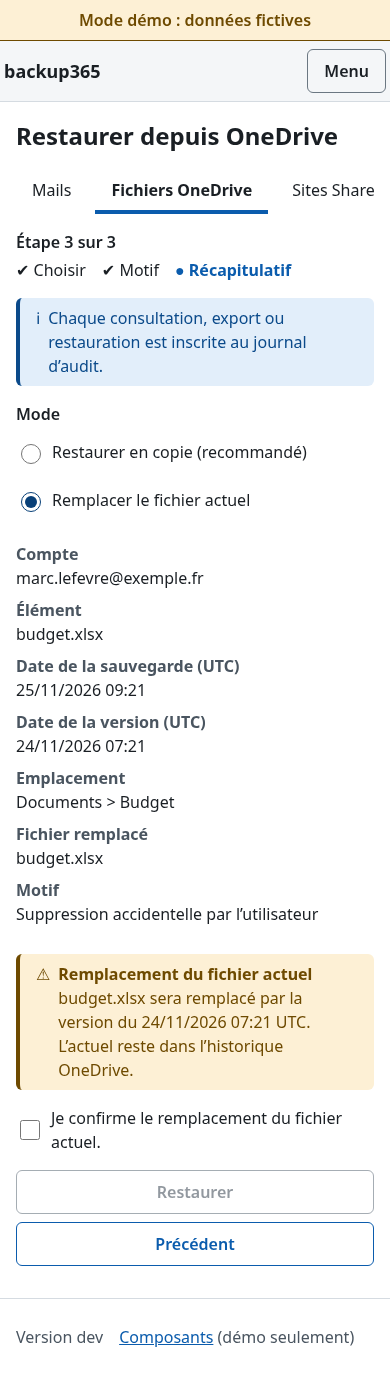 Mode démo : données fictives
backup365
Menu
Restaurer depuis OneDrive
Mails
Fichiers OneDrive
Sites Share
Étape 3 sur 3
✔ Choisir
✔ Motif
● Récapitulatif
i Chaque consultation, export ou
restauration est inscrite au journal
d’audit.
Mode
Restaurer en copie (recommandé)
Remplacer le fichier actuel
Compte
marc.lefevre@exemple.fr
Élément
budget.xlsx
Date de la sauvegarde (UTC)
25/11/2026 09:21
Date de la version (UTC)
24/11/2026 07:21
Emplacement
Documents > Budget
Fichier remplacé
budget.xlsx
Motif
Suppression accidentelle par l’utilisateur
⚠ Remplacement du fichier actuel
budget.xlsx sera remplacé par la
version du 24/11/2026 07:21 UTC.
L’actuel reste dans l’historique
OneDrive.
Je confirme le remplacement du fichier
actuel.
Restaurer
Précédent
Version dev
Composants (démo seulement)